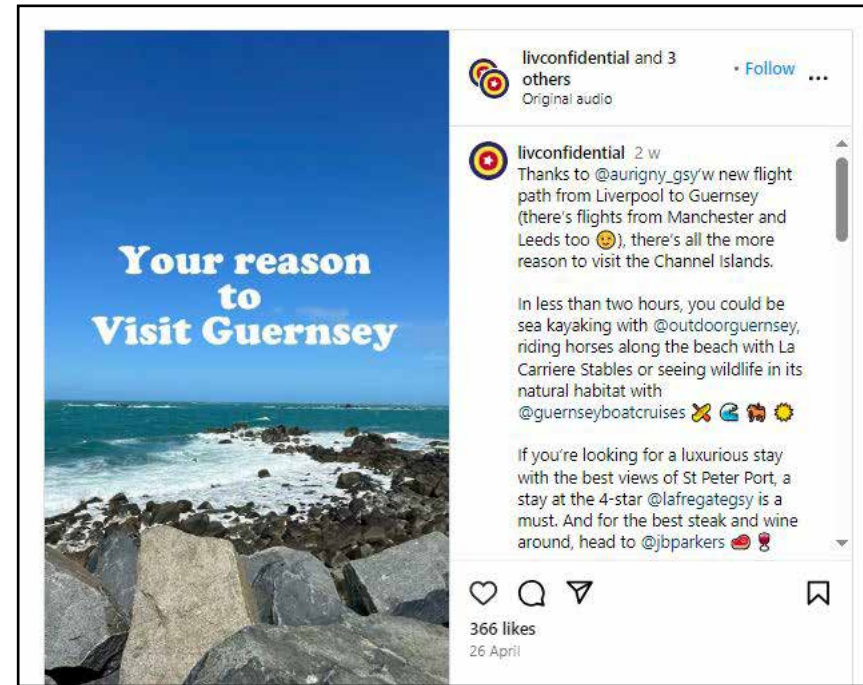 Your reason
to
Visit Guernsey
livconfidential and 3
others
Original audio
• Follow ...
livconfidential 2 w
Thanks to @aurigny_gsy'w new flight
path from Liverpool to Guernsey
(there's flights from Manchester and
Leeds too 😉), there's all the more
reason to visit the Channel Islands.
In less than two hours, you could be
sea kayaking with @outdoorguernsey,
riding horses along the beach with La
Carriere Stables or seeing wildlife in its
natural habitat with
@guernseyboatcruises 🛶 🌊 🐎 ☀️
If you're looking for a luxurious stay
with the best views of St Peter Port, a
stay at the 4-star @lafregategsy is a
must. And for the best steak and wine
around, head to @jbparkers 🥩 🍷
366 likes
26 April